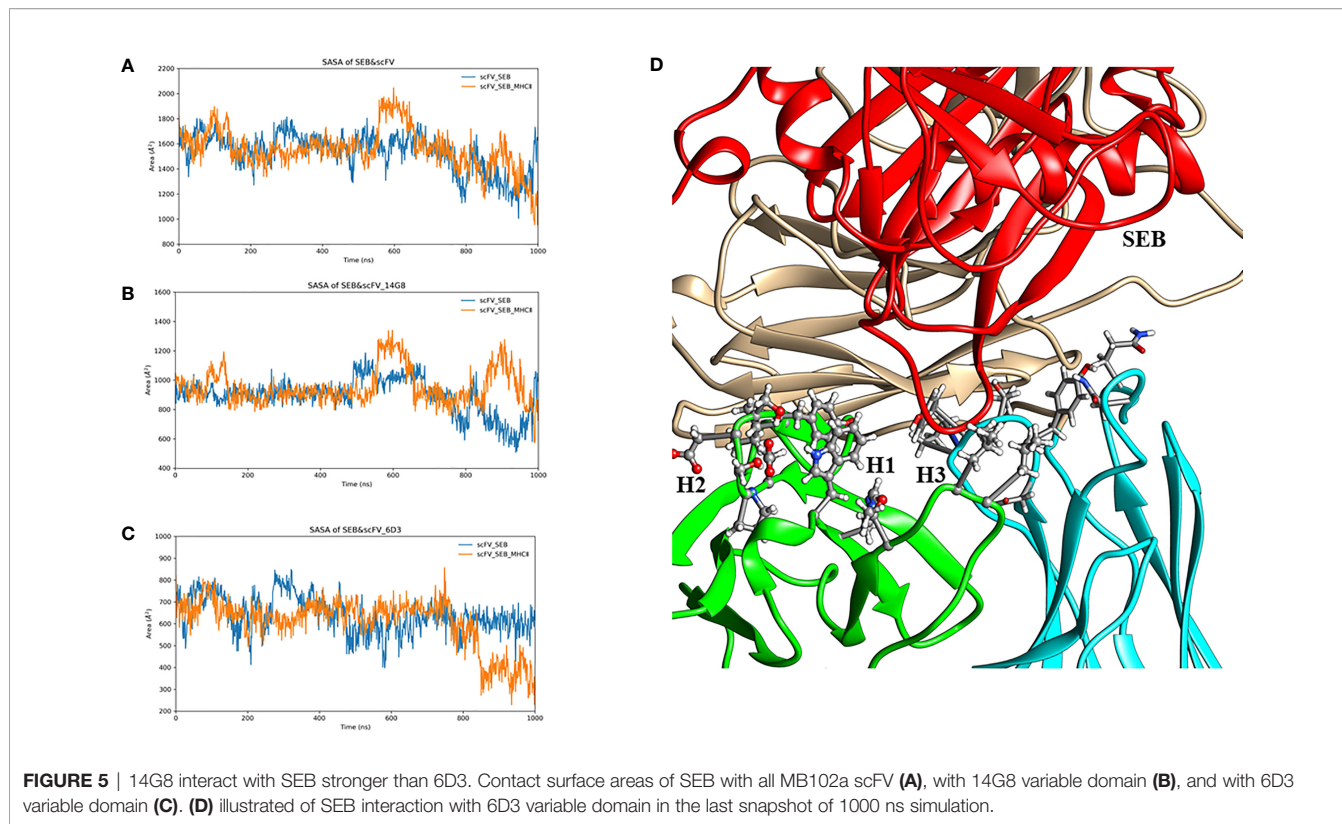 A
SASA of SEB&scFV
scFV_SEB
scFV_SEB_MHCII
2200
2000
1800
1600
1400
1200
1000
800
Area (Å²)
0 200 400 600 800 1000
Time (ns)
B
SASA of SEB&scFV_14G8
scFV_SEB
scFV_SEB_MHCII
1600
1400
1200
1000
800
600
400
Area (Å²)
0 200 400 600 800 1000
Time (ns)
C
SASA of SEB&scFV_6D3
scFV_SEB
scFV_SEB_MHCII
1000
900
800
700
600
500
400
300
200
Area (Å²)
0 200 400 600 800 1000
Time (ns)
D
SEB
H2
H1
H3
FIGURE 5 | 14G8 interact with SEB stronger than 6D3. Contact surface areas of SEB with all MB102a scFV (A), with 14G8 variable domain (B), and with 6D3
variable domain (C). (D) illustrated of SEB interaction with 6D3 variable domain in the last snapshot of 1000 ns simulation.